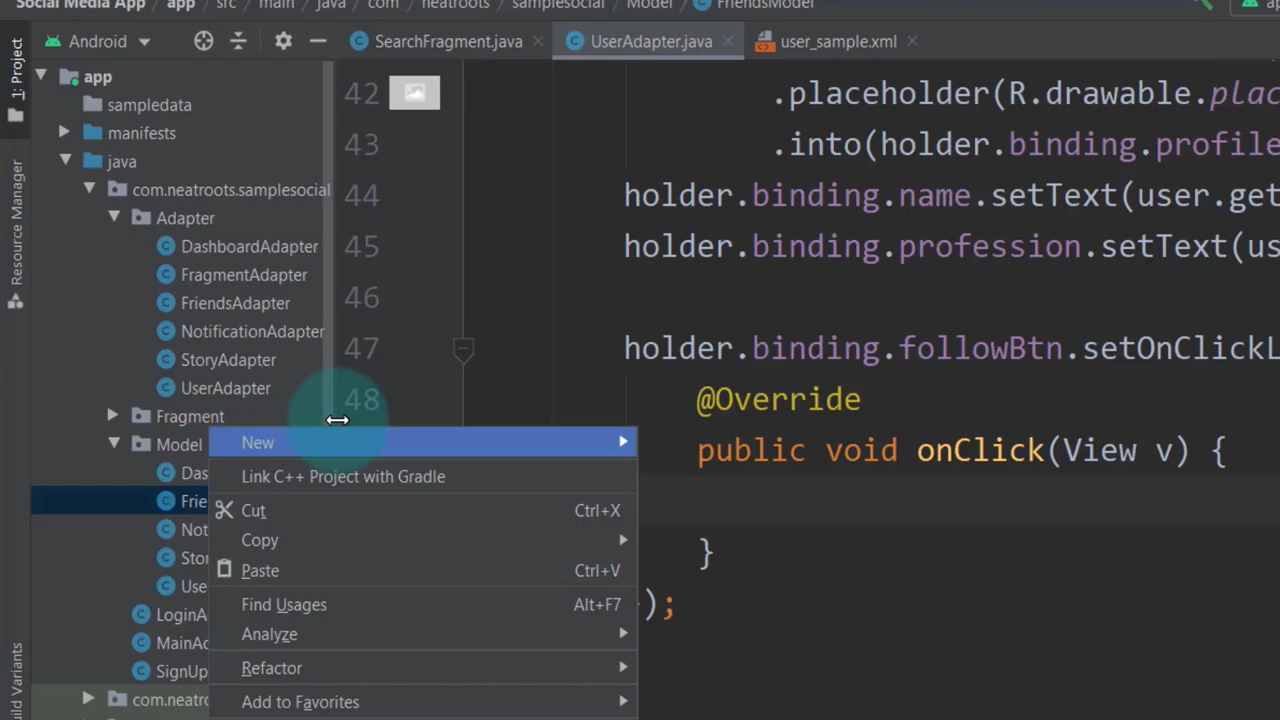 Social Media App app src main java com neatroots samplesocial Model FriendsModel
Android
SearchFragment.java
UserAdapter.java
user_sample.xml
1: Project
Resource Manager
app
sampledata
manifests
java
com.neatroots.samplesocial
Adapter
DashboardAdapter
FragmentAdapter
FriendsAdapter
NotificationAdapter
StoryAdapter
UserAdapter
Fragment
Model
Das
Frie
Not
Stor
Use
LoginAc
MainAc
SignUp
com.neatro
42 .placeholder(R.drawable.plac
43 .into(holder.binding.profile
44 holder.binding.name.setText(user.get
45 holder.binding.profession.setText(us
46
47 holder.binding.followBtn.setOnClickL
48 @Override
public void onClick(View v) {
}
);
New
Link C++ Project with Gradle
Cut Ctrl+X
Copy
Paste Ctrl+V
Find Usages Alt+F7
Analyze
Refactor
Add to Favorites
uild Variants